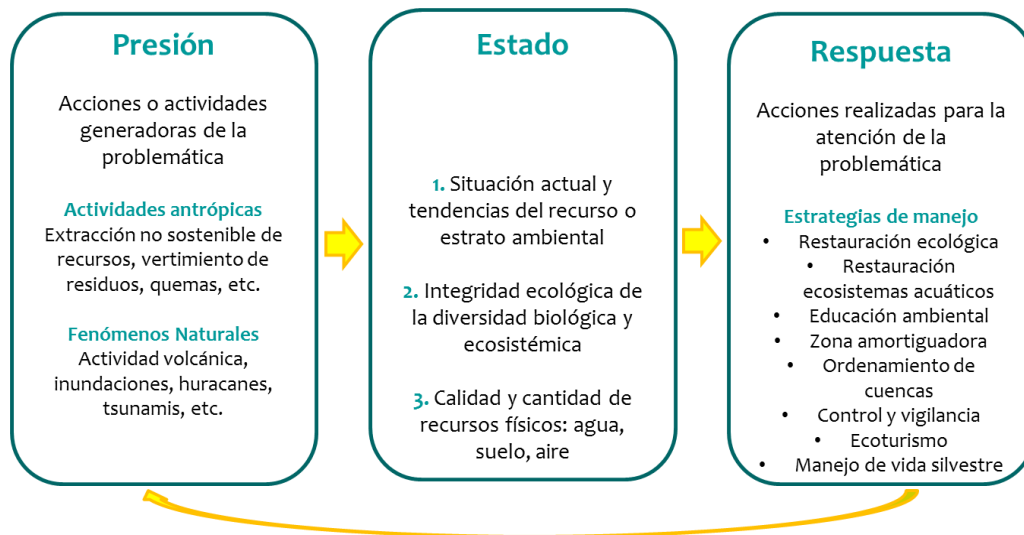 Presión
Acciones o actividades
generadoras de la
problemática
Actividades antrópicas
Extracción no sostenible de
recursos, vertimiento de
residuos, quemas, etc.
Fenómenos Naturales
Actividad volcánica,
inundaciones, huracanes,
tsunamis, etc.
Estado
1. Situación actual y
tendencias del recurso o
estrato ambiental
2. Integridad ecológica de
la diversidad biológica y
ecosistémica
3. Calidad y cantidad de
recursos físicos: agua,
suelo, aire
Respuesta
Acciones realizadas para la
atención de la
problemática
Estrategias de manejo
• Restauración ecológica
• Restauración
ecosistemas acuáticos
• Educación ambiental
• Zona amortiguadora
• Ordenamiento de
cuencas
• Control y vigilancia
• Ecoturismo
• Manejo de vida silvestre